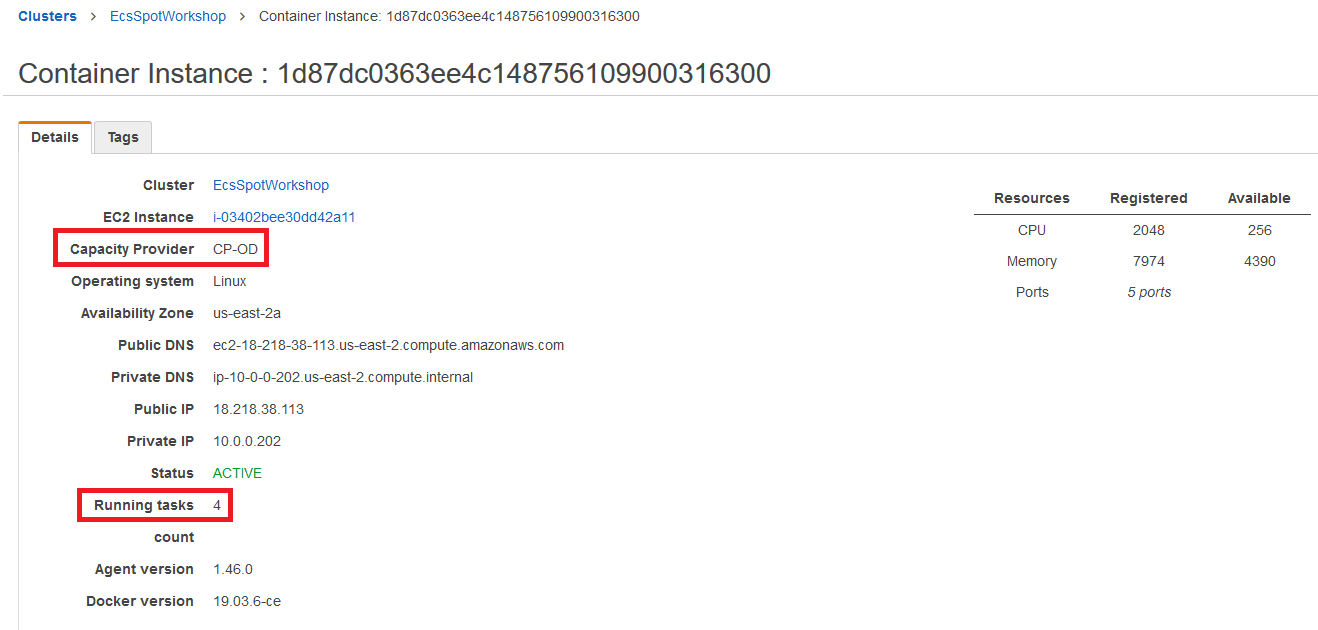 Clusters > EcsSpotWorkshop > Container Instance: 1d87dc0363ee4c148756109900316300
Container Instance : 1d87dc0363ee4c148756109900316300
Details Tags
Cluster EcsSpotWorkshop
EC2 Instance i-03402bee30dd42a11
Capacity Provider CP-OD
Operating system Linux
Availability Zone us-east-2a
Public DNS ec2-18-218-38-113.us-east-2.compute.amazonaws.com
Private DNS ip-10-0-0-202.us-east-2.compute.internal
Public IP 18.218.38.113
Private IP 10.0.0.202
Status ACTIVE
Running tasks 4
count
Agent version 1.46.0
Docker version 19.03.6-ce
Resources Registered Available
CPU 2048 256
Memory 7974 4390
Ports 5 ports